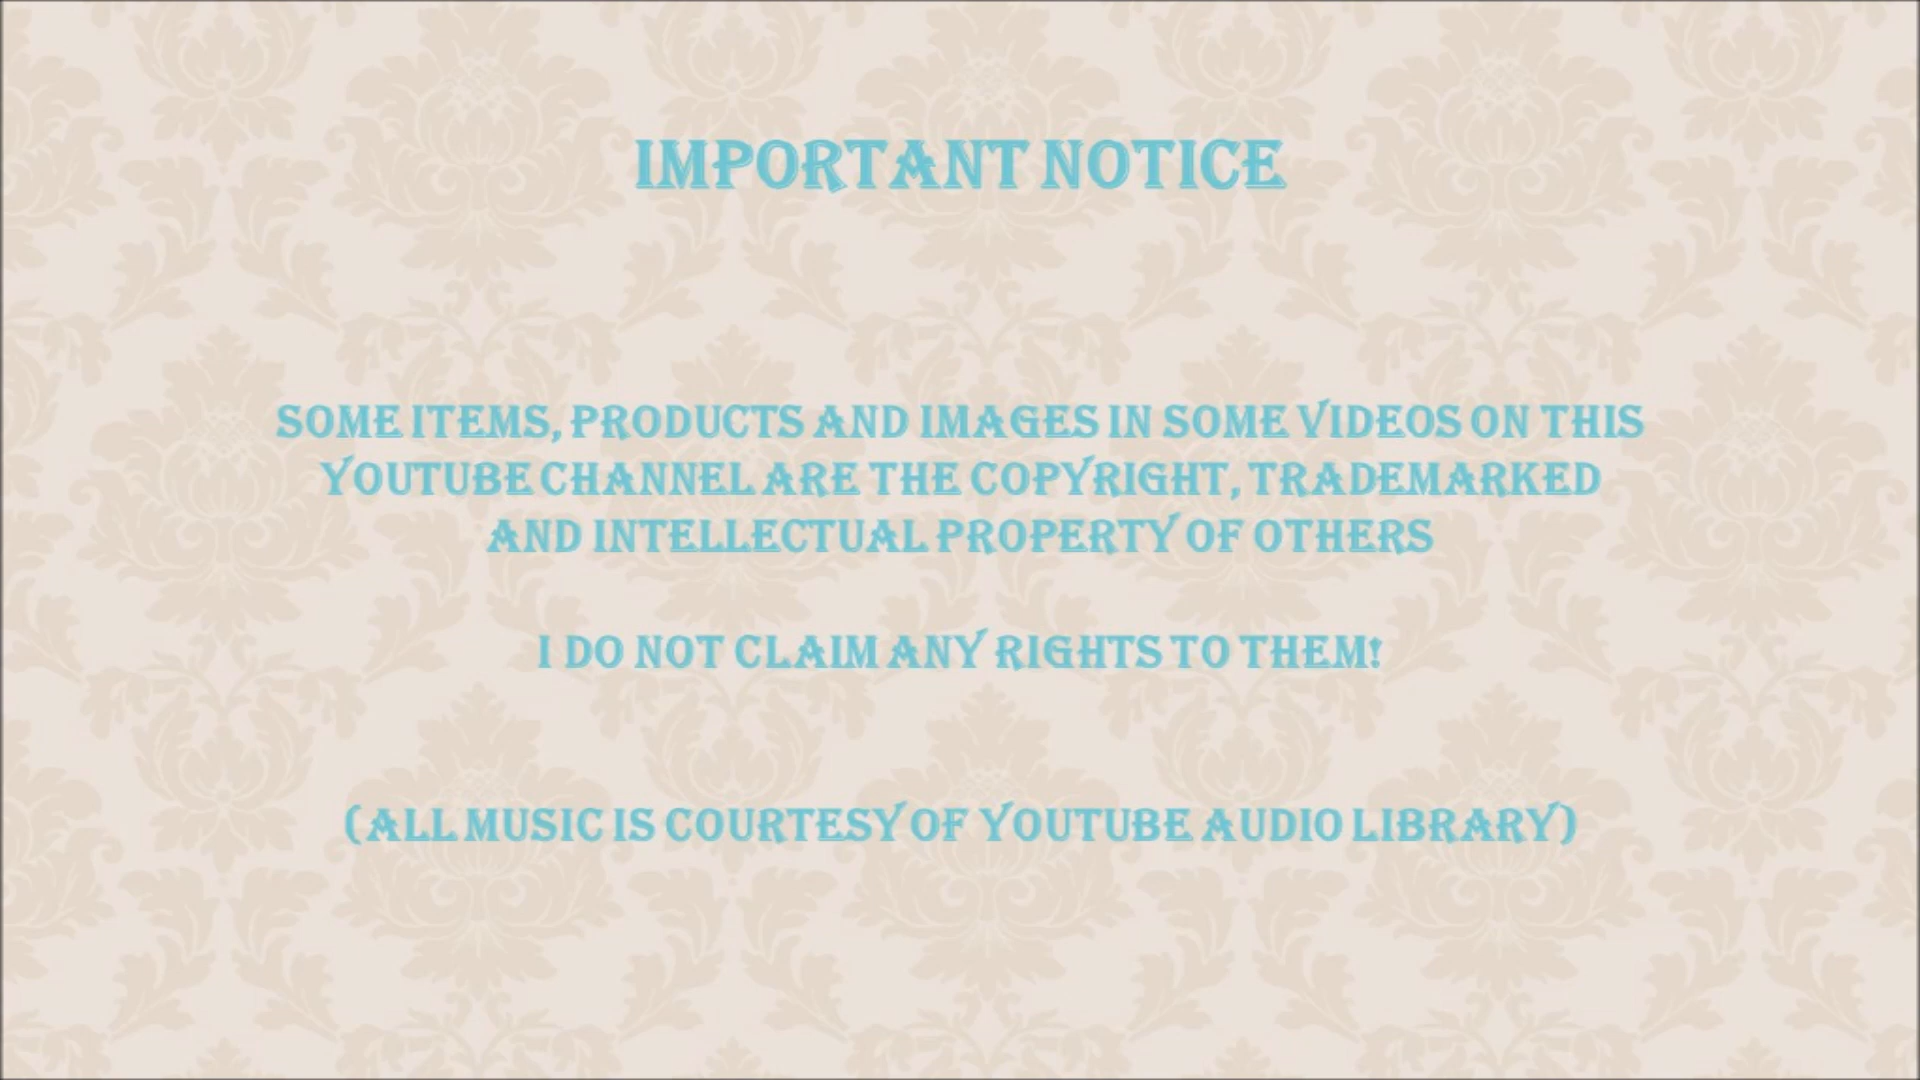 IMPORTANT NOTICE
SOME ITEMS, PRODUCTS AND IMAGES IN SOME VIDEOS ON THIS
YOUTUBE CHANNEL ARE THE COPYRIGHT, TRADEMARKED
AND INTELLECTUAL PROPERTY OF OTHERS
I DO NOT CLAIM ANY RIGHTS TO THEM!
(ALL MUSIC IS COURTESY OF YOUTUBE AUDIO LIBRARY)